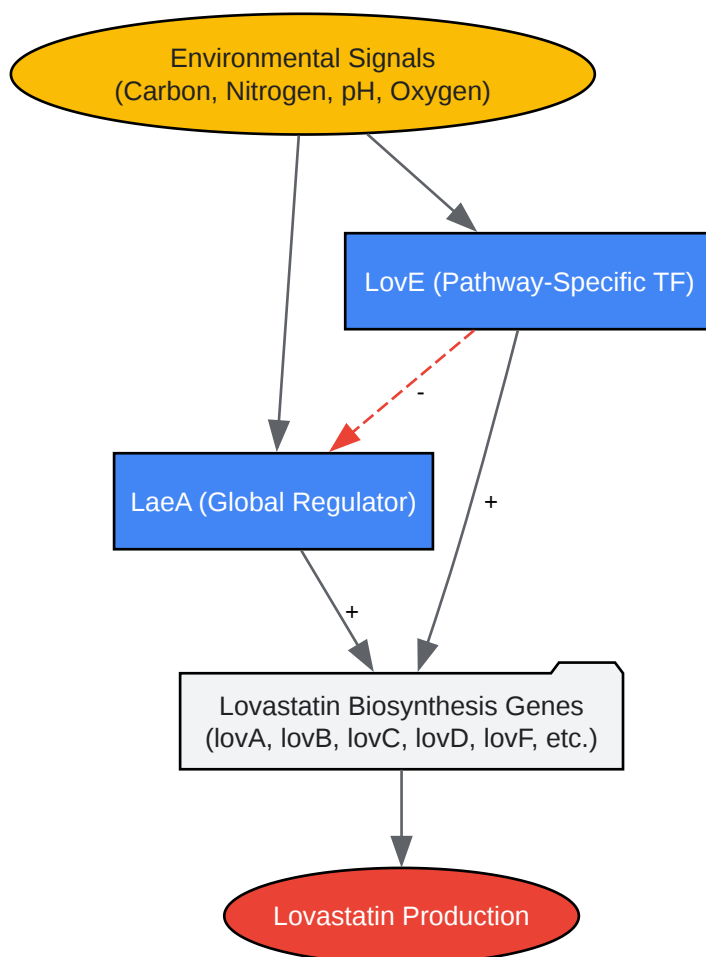 Environmental Signals
(Carbon, Nitrogen, pH, Oxygen)
LovE (Pathway-Specific TF)
-
LaeA (Global Regulator)
+
+
Lovastatin Biosynthesis Genes
(lovA, lovB, lovC, lovD, lovF, etc.)
Lovastatin Production